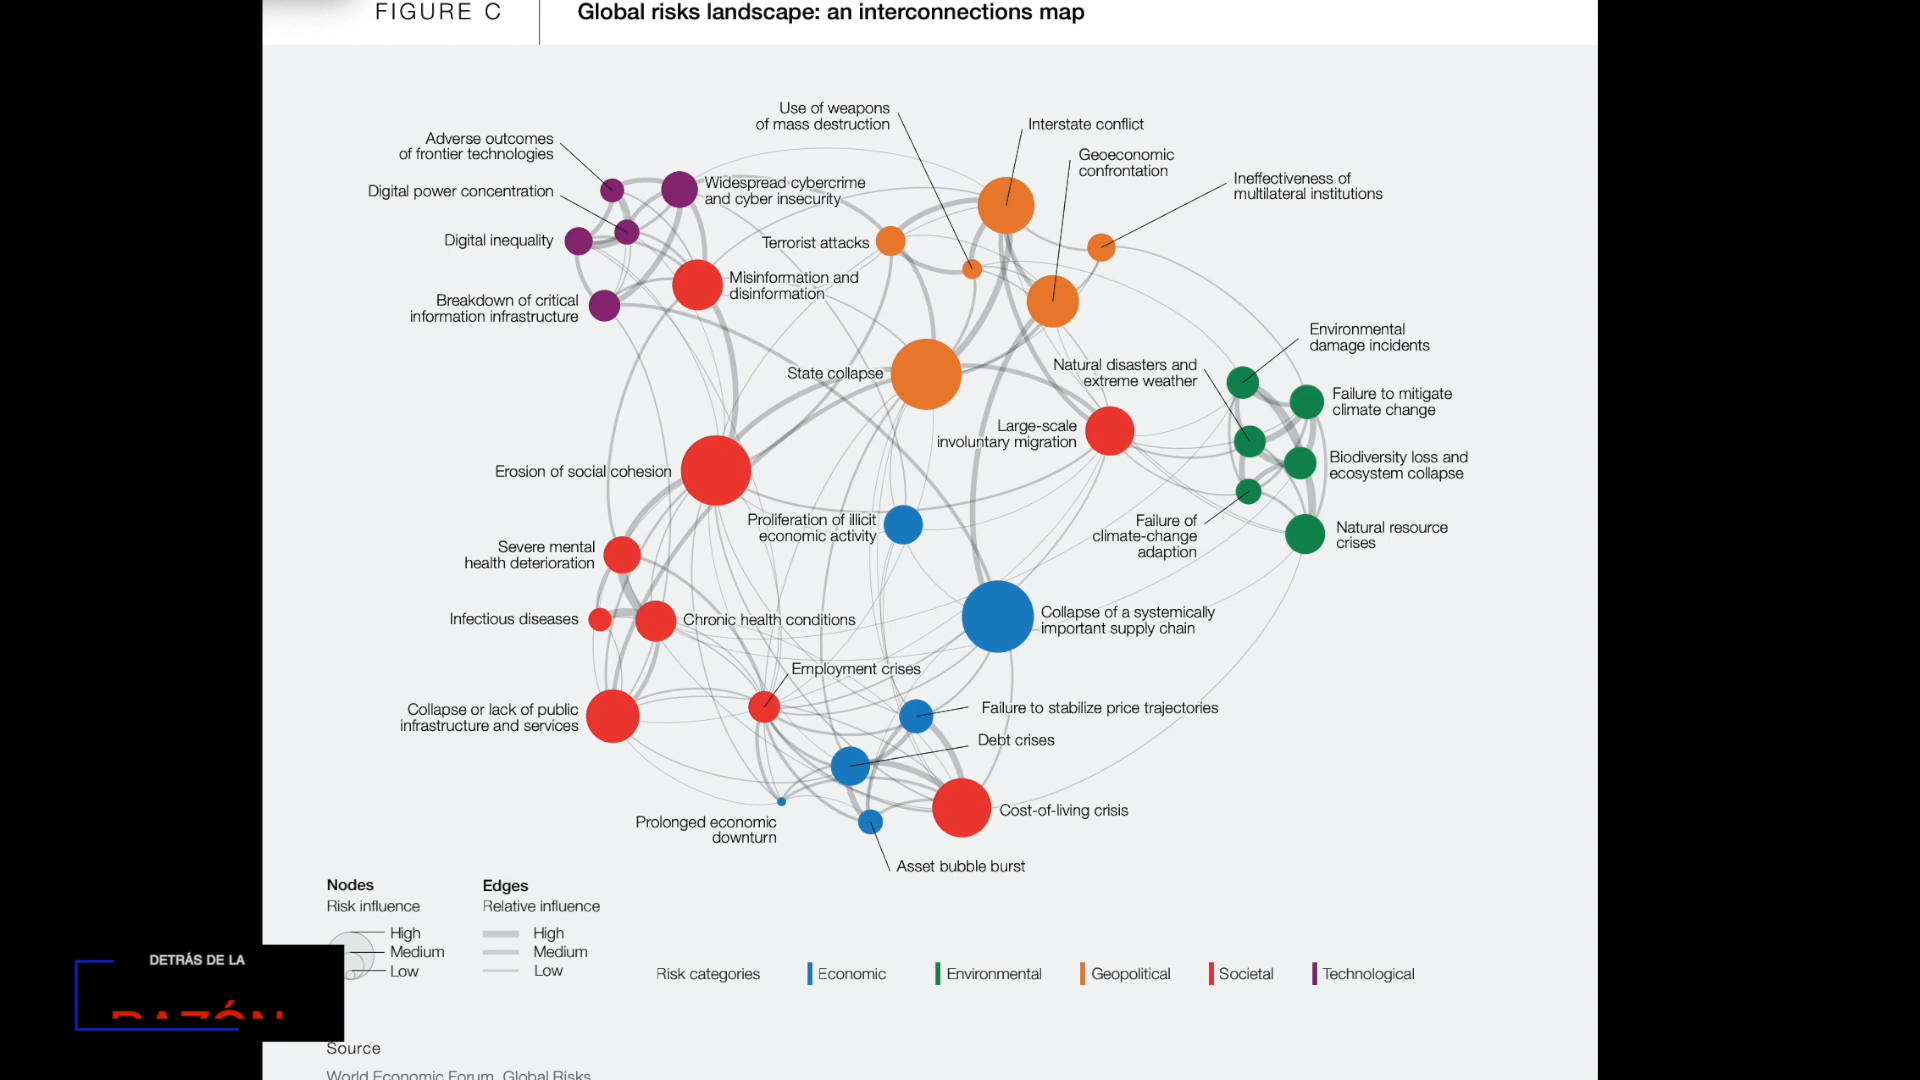 FIGURE C
Global risks landscape: an interconnections map
Use of weapons
of mass destruction
Interstate conflict
Adverse outcomes
of frontier technologies
Geoeconomic
confrontation
Digital power concentration
Widespread cybercrime
and cyber insecurity
Ineffectiveness of
multilateral institutions
Digital inequality
Terrorist attacks
Misinformation and
disinformation
Breakdown of critical
information infrastructure
Environmental
damage incidents
State collapse
Natural disasters and
extreme weather
Failure to mitigate
climate change
Large-scale
involuntary migration
Erosion of social cohesion
Biodiversity loss and
ecosystem collapse
Proliferation of illicit
economic activity
Failure of
climate-change
adaption
Natural resource
crises
Severe mental
health deterioration
Infectious diseases
Chronic health conditions
Collapse of a systemically
important supply chain
Employment crises
Collapse or lack of public
infrastructure and services
Failure to stabilize price trajectories
Debt crises
Prolonged economic
downturn
Cost-of-living crisis
Asset bubble burst
Nodes
Risk influence
High
Medium
Low
Edges
Relative influence
High
Medium
Low
Risk categories
Economic
Environmental
Geopolitical
Societal
Technological
DETRÁS DE LA
RAZÓN
Source
World Economic Forum, Global Risks